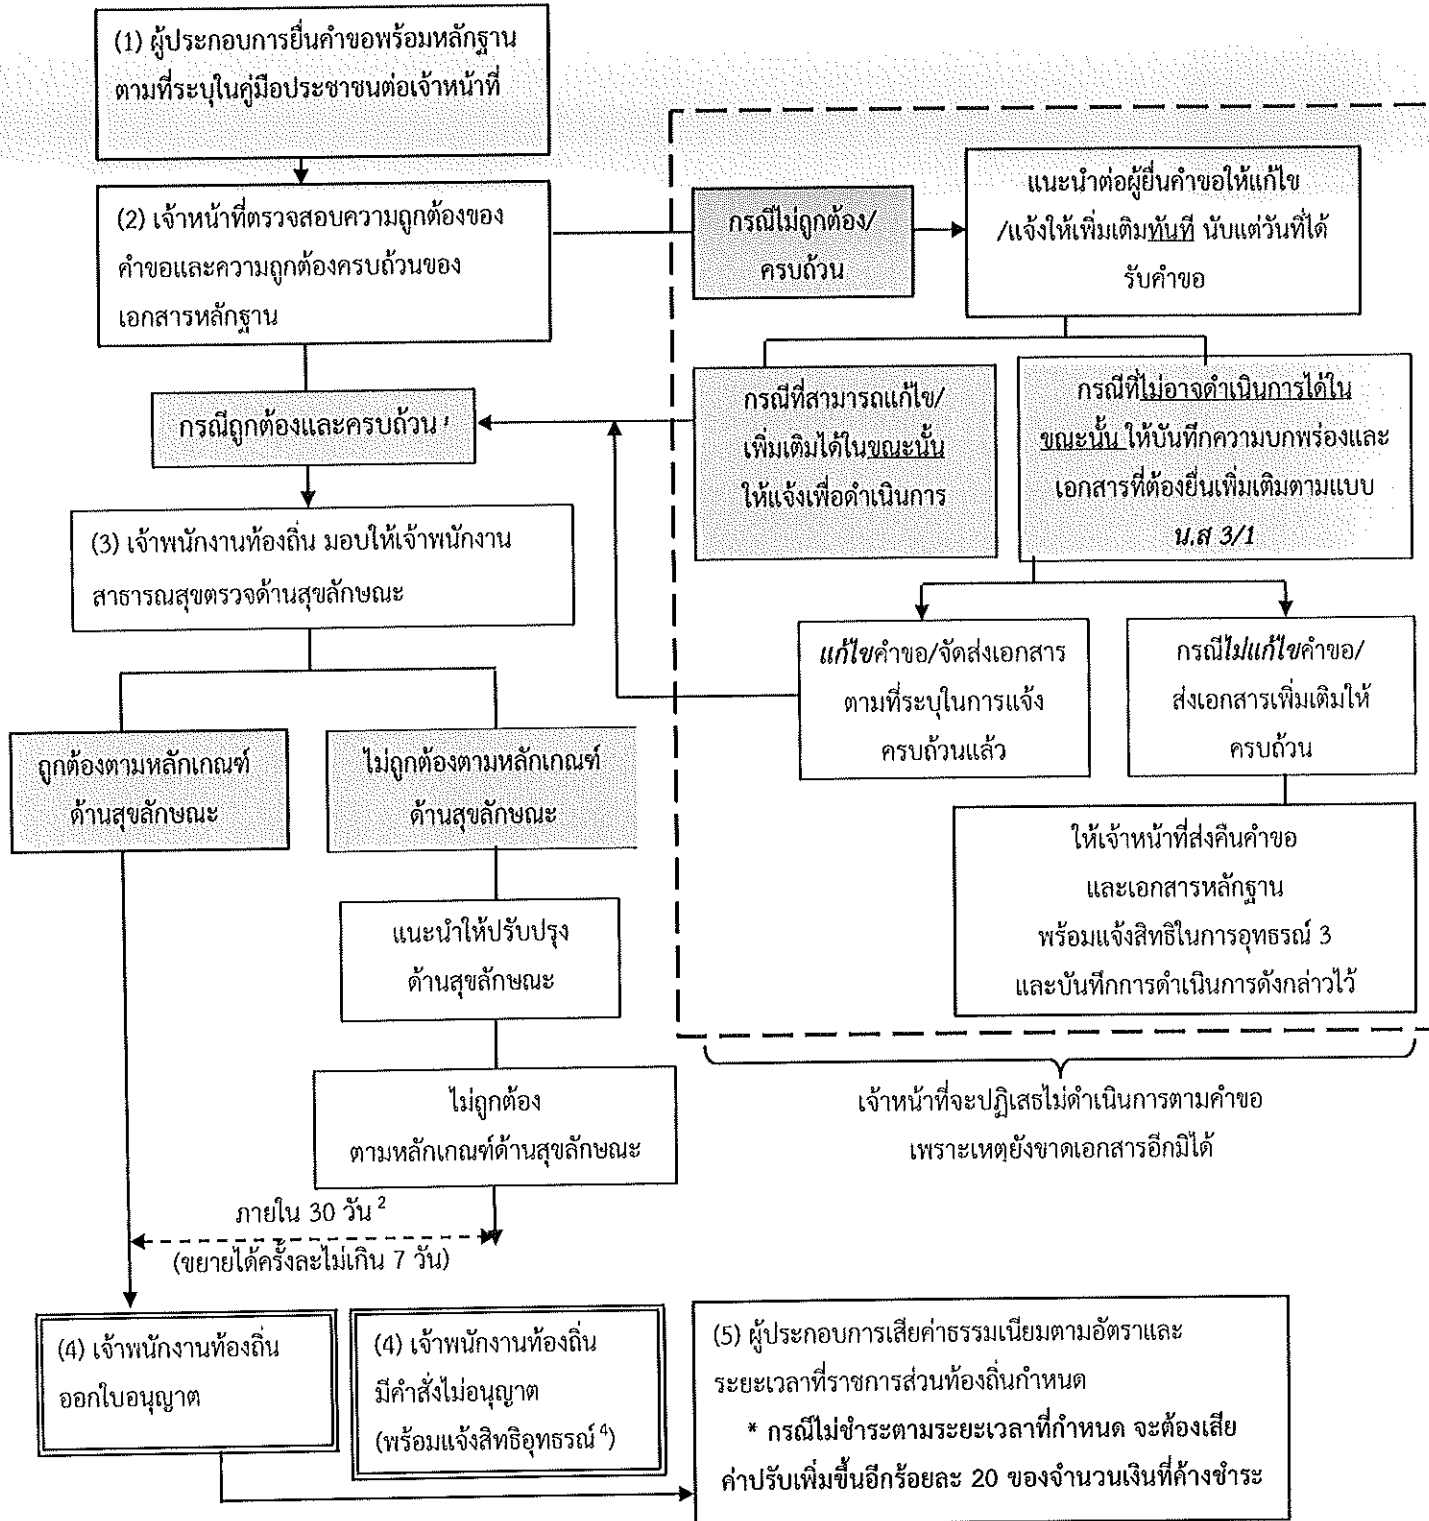 (1) ผู้ประกอบการยื่นคำขอพร้อมหลักฐาน
ตามที่ระบุในคู่มือประชาชนต่อเจ้าหน้าที่
(2) เจ้าหน้าที่ตรวจสอบความถูกต้องของ
คำขอและความถูกต้องครบถ้วนของ
เอกสารหลักฐาน
กรณีไม่ถูกต้อง/
ครบถ้วน
แนะนำต่อผู้ยื่นคำขอให้แก้ไข
/แจ้งให้เพิ่มเติมทันที นับแต่วันที่ได้
รับคำขอ
กรณีถูกต้องและครบถ้วน ¹
กรณีที่สามารถแก้ไข/
เพิ่มเติมได้ในขณะนั้น
ให้แจ้งเพื่อดำเนินการ
กรณีที่ไม่อาจดำเนินการได้ใน
ขณะนั้น ให้บันทึกความบกพร่องและ
เอกสารที่ต้องยื่นเพิ่มเติมตามแบบ
น.ส 3/1
(3) เจ้าพนักงานท้องถิ่น มอบให้เจ้าพนักงาน
สาธารณสุขตรวจด้านสุขลักษณะ
แก้ไขคำขอ/จัดส่งเอกสาร
ตามที่ระบุในการแจ้ง
ครบถ้วนแล้ว
กรณีไม่แก้ไขคำขอ/
ส่งเอกสารเพิ่มเติมให้
ครบถ้วน
ถูกต้องตามหลักเกณฑ์
ด้านสุขลักษณะ
ไม่ถูกต้องตามหลักเกณฑ์
ด้านสุขลักษณะ
ให้เจ้าหน้าที่ส่งคืนคำขอ
และเอกสารหลักฐาน
พร้อมแจ้งสิทธิในการอุทธรณ์ 3
และบันทึกการดำเนินการดังกล่าวไว้
แนะนำให้ปรับปรุง
ด้านสุขลักษณะ
ไม่ถูกต้อง
ตามหลักเกณฑ์ด้านสุขลักษณะ
เจ้าหน้าที่จะปฏิเสธไม่ดำเนินการตามคำขอ
เพราะเหตุยังขาดเอกสารอีกมิได้
ภายใน 30 วัน ²
(ขยายได้ครั้งละไม่เกิน 7 วัน)
(4) เจ้าพนักงานท้องถิ่น
ออกใบอนุญาต
(4) เจ้าพนักงานท้องถิ่น
มีคำสั่งไม่อนุญาต
(พร้อมแจ้งสิทธิอุทธรณ์ ⁴)
(5) ผู้ประกอบการเสียค่าธรรมเนียมตามอัตราและ
ระยะเวลาที่ราชการส่วนท้องถิ่นกำหนด
* กรณีไม่ชำระตามระยะเวลาที่กำหนด จะต้องเสีย
ค่าปรับเพิ่มขึ้นอีกร้อยละ 20 ของจำนวนเงินที่ค้างชำระ